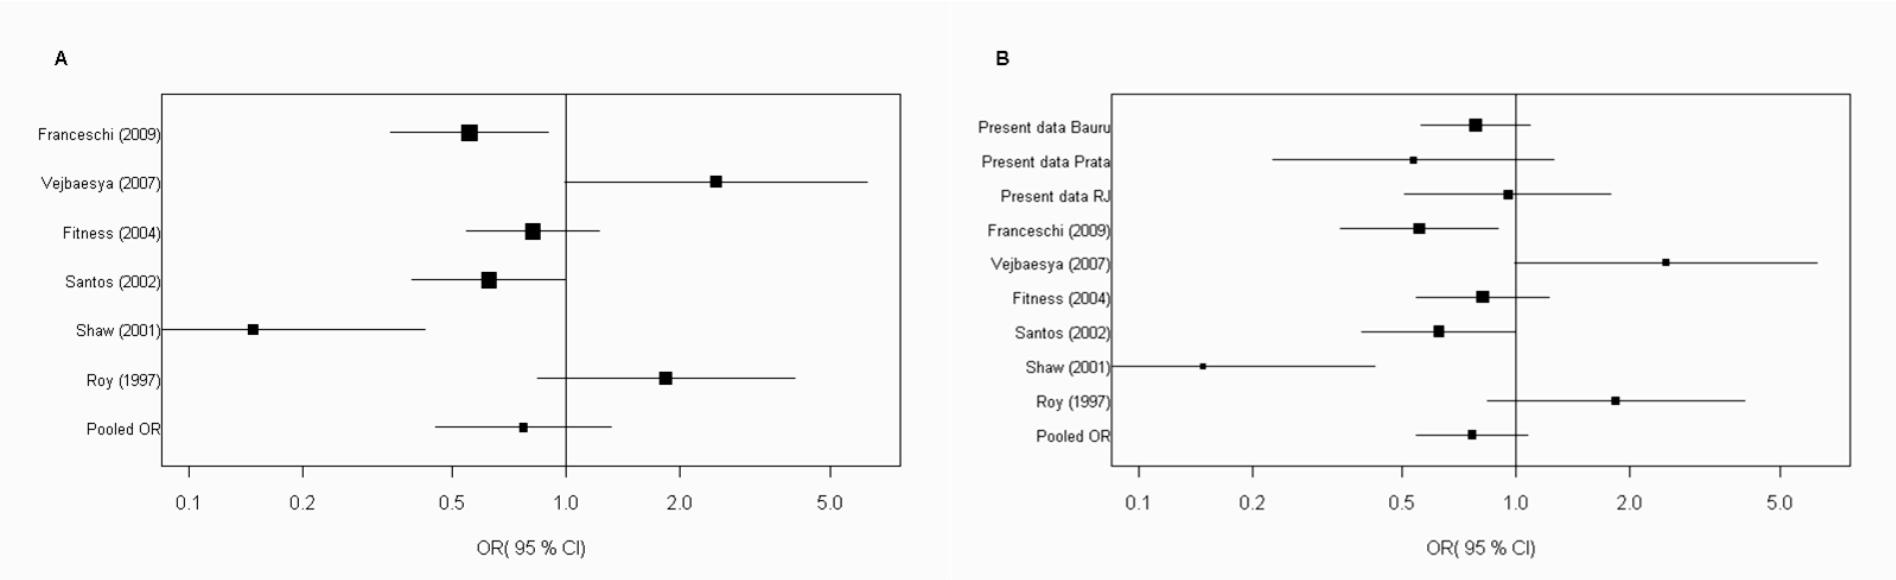 A
Franceschi (2009)
Vejbaesya (2007)
Fitness (2004)
Santos (2002)
Shaw (2001)
Roy (1997)
Pooled OR
0.1 0.2 0.5 1.0 2.0 5.0
OR( 95 % CI)
B
Present data Bauru
Present data Prata
Present data RJ
Franceschi (2009)
Vejbaesya (2007)
Fitness (2004)
Santos (2002)
Shaw (2001)
Roy (1997)
Pooled OR
0.1 0.2 0.5 1.0 2.0 5.0
OR( 95 % CI)